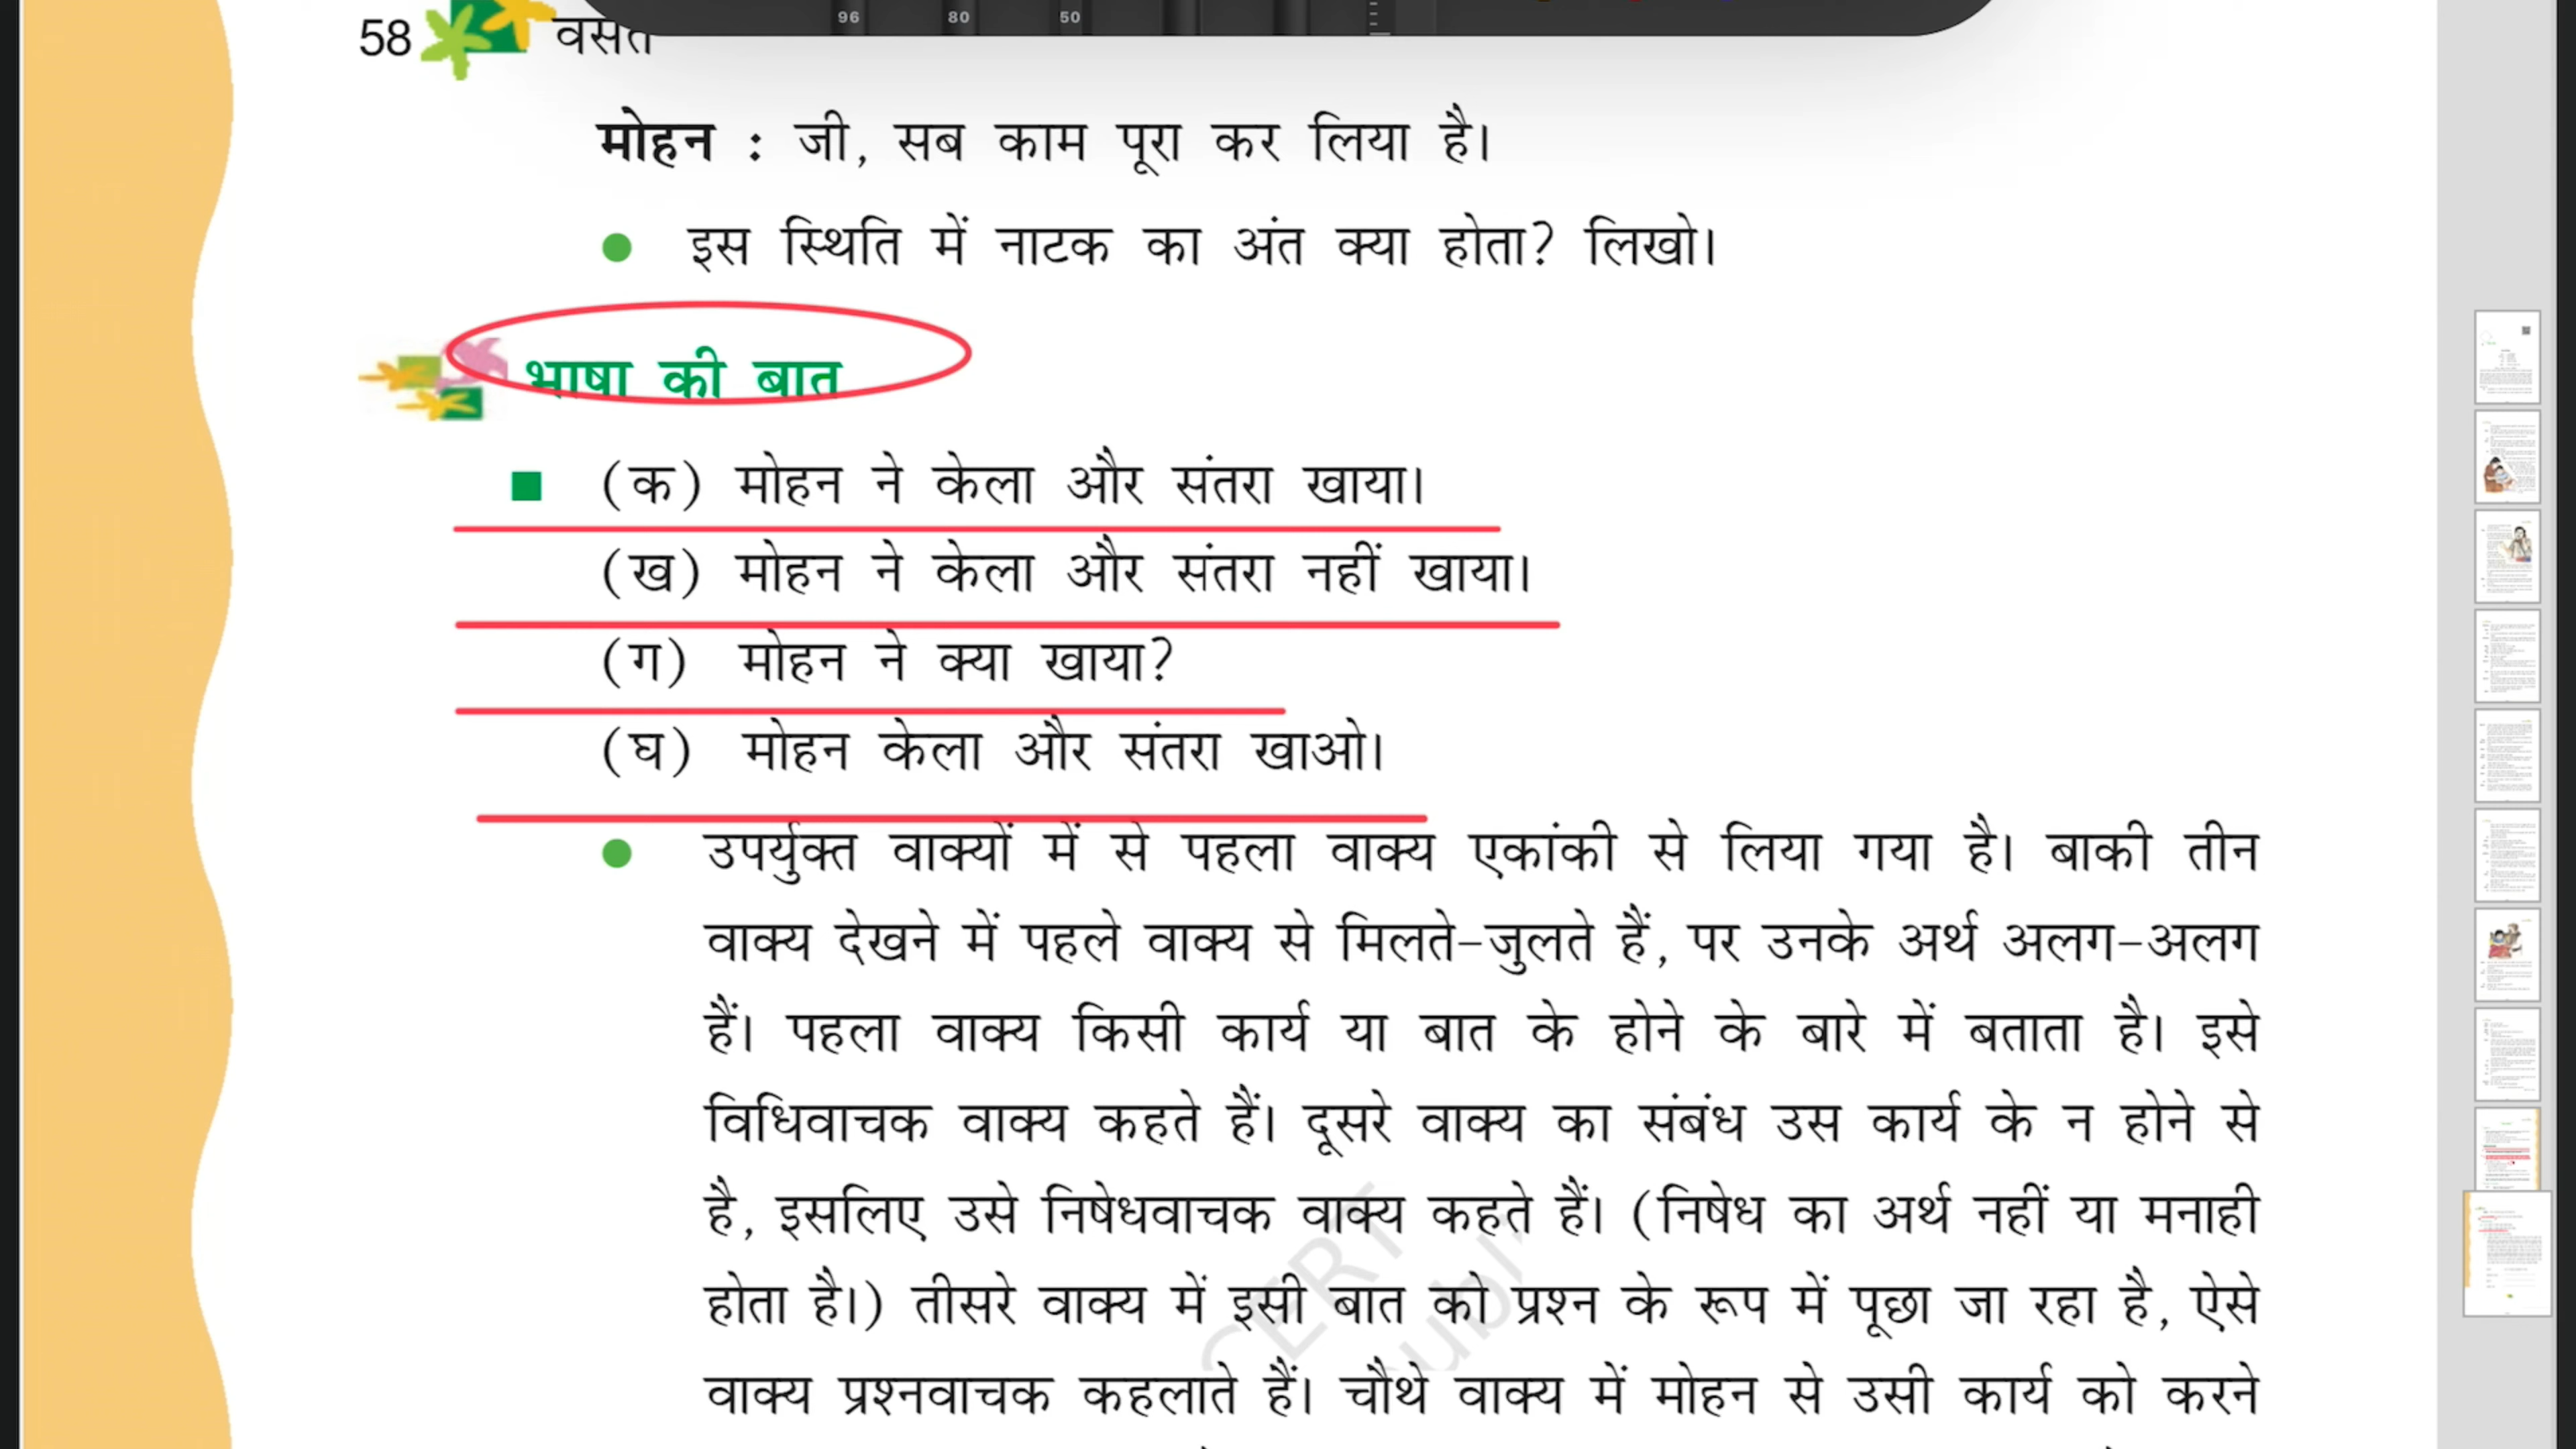 96 80 50
58 वसंत
मोहन : जी, सब काम पूरा कर लिया है।
इस स्थिति में नाटक का अंत क्या होता? लिखो।
भाषा की बात
(क) मोहन ने केला और संतरा खाया।
(ख) मोहन ने केला और संतरा नहीं खाया।
(ग) मोहन ने क्या खाया?
(घ) मोहन केला और संतरा खाओ।
उपर्युक्त वाक्यों में से पहला वाक्य एकांकी से लिया गया है। बाकी तीन
वाक्य देखने में पहले वाक्य से मिलते-जुलते हैं, पर उनके अर्थ अलग-अलग
हैं। पहला वाक्य किसी कार्य या बात के होने के बारे में बताता है। इसे
विधिवाचक वाक्य कहते हैं। दूसरे वाक्य का संबंध उस कार्य के न होने से
है, इसलिए उसे निषेधवाचक वाक्य कहते हैं। (निषेध का अर्थ नहीं या मनाही
होता है।) तीसरे वाक्य में इसी बात को प्रश्न के रूप में पूछा जा रहा है, ऐसे
वाक्य प्रश्नवाचक कहलाते हैं। चौथे वाक्य में मोहन से उसी कार्य को करने